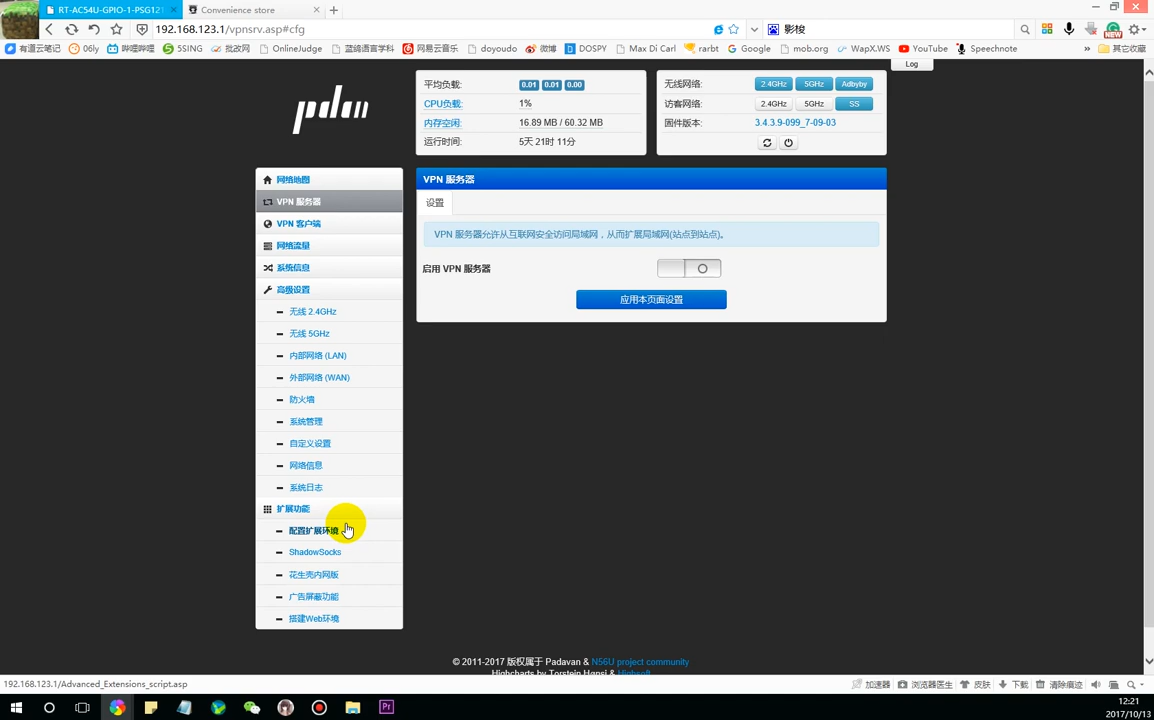 RT-AC54U-GPIO-1-PSG121
Convenience store
192.168.123.1/vpnsrv.asp#cfg
影梭
有道云笔记 06ly 哔哩哔哩 5SING 批改网 OnlineJudge 蓝缔语言学科 网易云音乐 doyoudo 微博 DOSPY Max Di Carl rarbt Google mob.org WapX.WS YouTube Speechnote » 其它收藏
Log
平均负载: 0.01 0.01 0.00
CPU负载: 1%
内存空闲: 16.89 MB / 60.32 MB
运行时间: 5天 21时 11分
无线网络: 2.4GHz 5GHz Adbyby
访客网络: 2.4GHz 5GHz SS
固件版本: 3.4.3.9-099_7-09-03
网络地图
VPN 服务器
VPN 客户端
网络流量
系统信息
高级设置
无线 2.4GHz
无线 5GHz
内部网络 (LAN)
外部网络 (WAN)
防火墙
系统管理
自定义设置
网络信息
系统日志
扩展功能
配置扩展环境
ShadowSocks
花生壳内网版
广告屏蔽功能
搭建Web环境
VPN 服务器
设置
VPN 服务器允许从互联网安全访问局域网，从而扩展局域网(站点到站点)。
启用 VPN 服务器
应用本页面设置
© 2011-2017 版权属于 Padavan & N56U project community
Highcharts by Torstein Hønsi & Highsoft
192.168.123.1/Advanced_Extensions_script.asp
加速器 浏览器医生 皮肤 下载 清除痕迹
Pr
12:21
2017/10/13